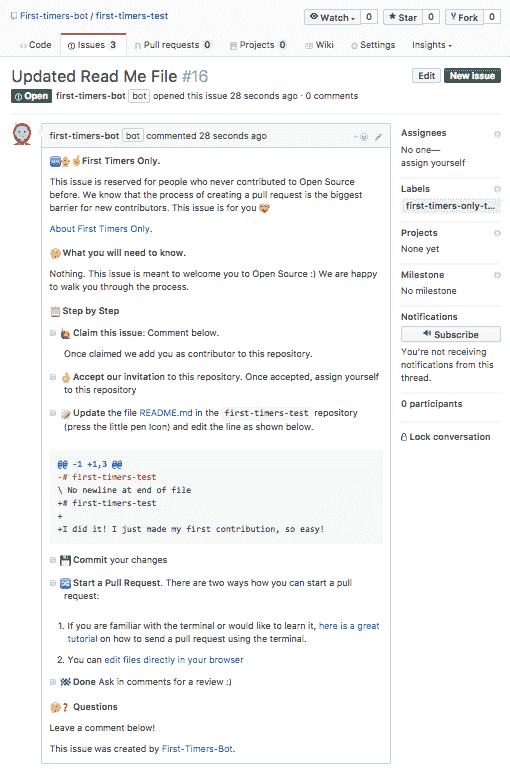 First-timers-bot / first-timers-test
Watch 0 Star 0 Fork 0
Code Issues 3 Pull requests 0 Projects 0 Wiki Settings Insights
Updated Read Me File #16
Edit New issue
Open first-timers-bot bot opened this issue 28 seconds ago · 0 comments
first-timers-bot bot commented 28 seconds ago
First Timers Only.
This issue is reserved for people who never contributed to Open Source
before. We know that the process of creating a pull request is the biggest
barrier for new contributors. This issue is for you
About First Timers Only.
What you will need to know.
Nothing. This issue is meant to welcome you to Open Source :) We are happy
to walk you through the process.
Step by Step
Claim this issue: Comment below.
Once claimed we add you as contributor to this repository.
Accept our invitation to this repository. Once accepted, assign yourself
to this repository
Update the file README.md in the first-timers-test repository
(press the little pen Icon) and edit the line as shown below.
@@ -1 +1,3 @@
-# first-timers-test
\ No newline at end of file
+# first-timers-test
+
+I did it! I just made my first contribution, so easy!
Commit your changes
Start a Pull Request. There are two ways how you can start a pull
request:
1. If you are familiar with the terminal or would like to learn it, here is a great
tutorial on how to send a pull request using the terminal.
2. You can edit files directly in your browser
Done Ask in comments for a review :)
Questions
Leave a comment below!
This issue was created by First-Timers-Bot.
Assignees
No one—
assign yourself
Labels
first-timers-only-t...
Projects
None yet
Milestone
No milestone
Notifications
Subscribe
You're not receiving
notifications from this
thread.
0 participants
Lock conversation